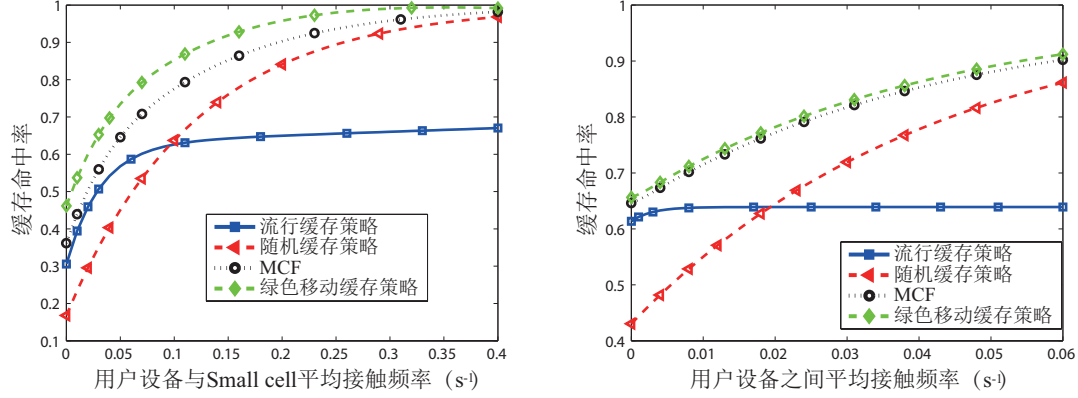 1
0.9
0.8
0.7
0.6
0.5
0.4
0.3
0.2
0.1
缓存命中率
流行缓存策略
随机缓存策略
MCF
绿色移动缓存策略
0 0.05 0.1 0.15 0.2 0.25 0.3 0.35 0.4
用户设备与Small cell平均接触频率（s-1)
1
0.9
0.8
0.7
0.6
0.5
0.4
缓存命中率
流行缓存策略
随机缓存策略
MCF
绿色移动缓存策略
0 0.01 0.02 0.03 0.04 0.05 0.06
用户设备之间平均接触频率（s-1)